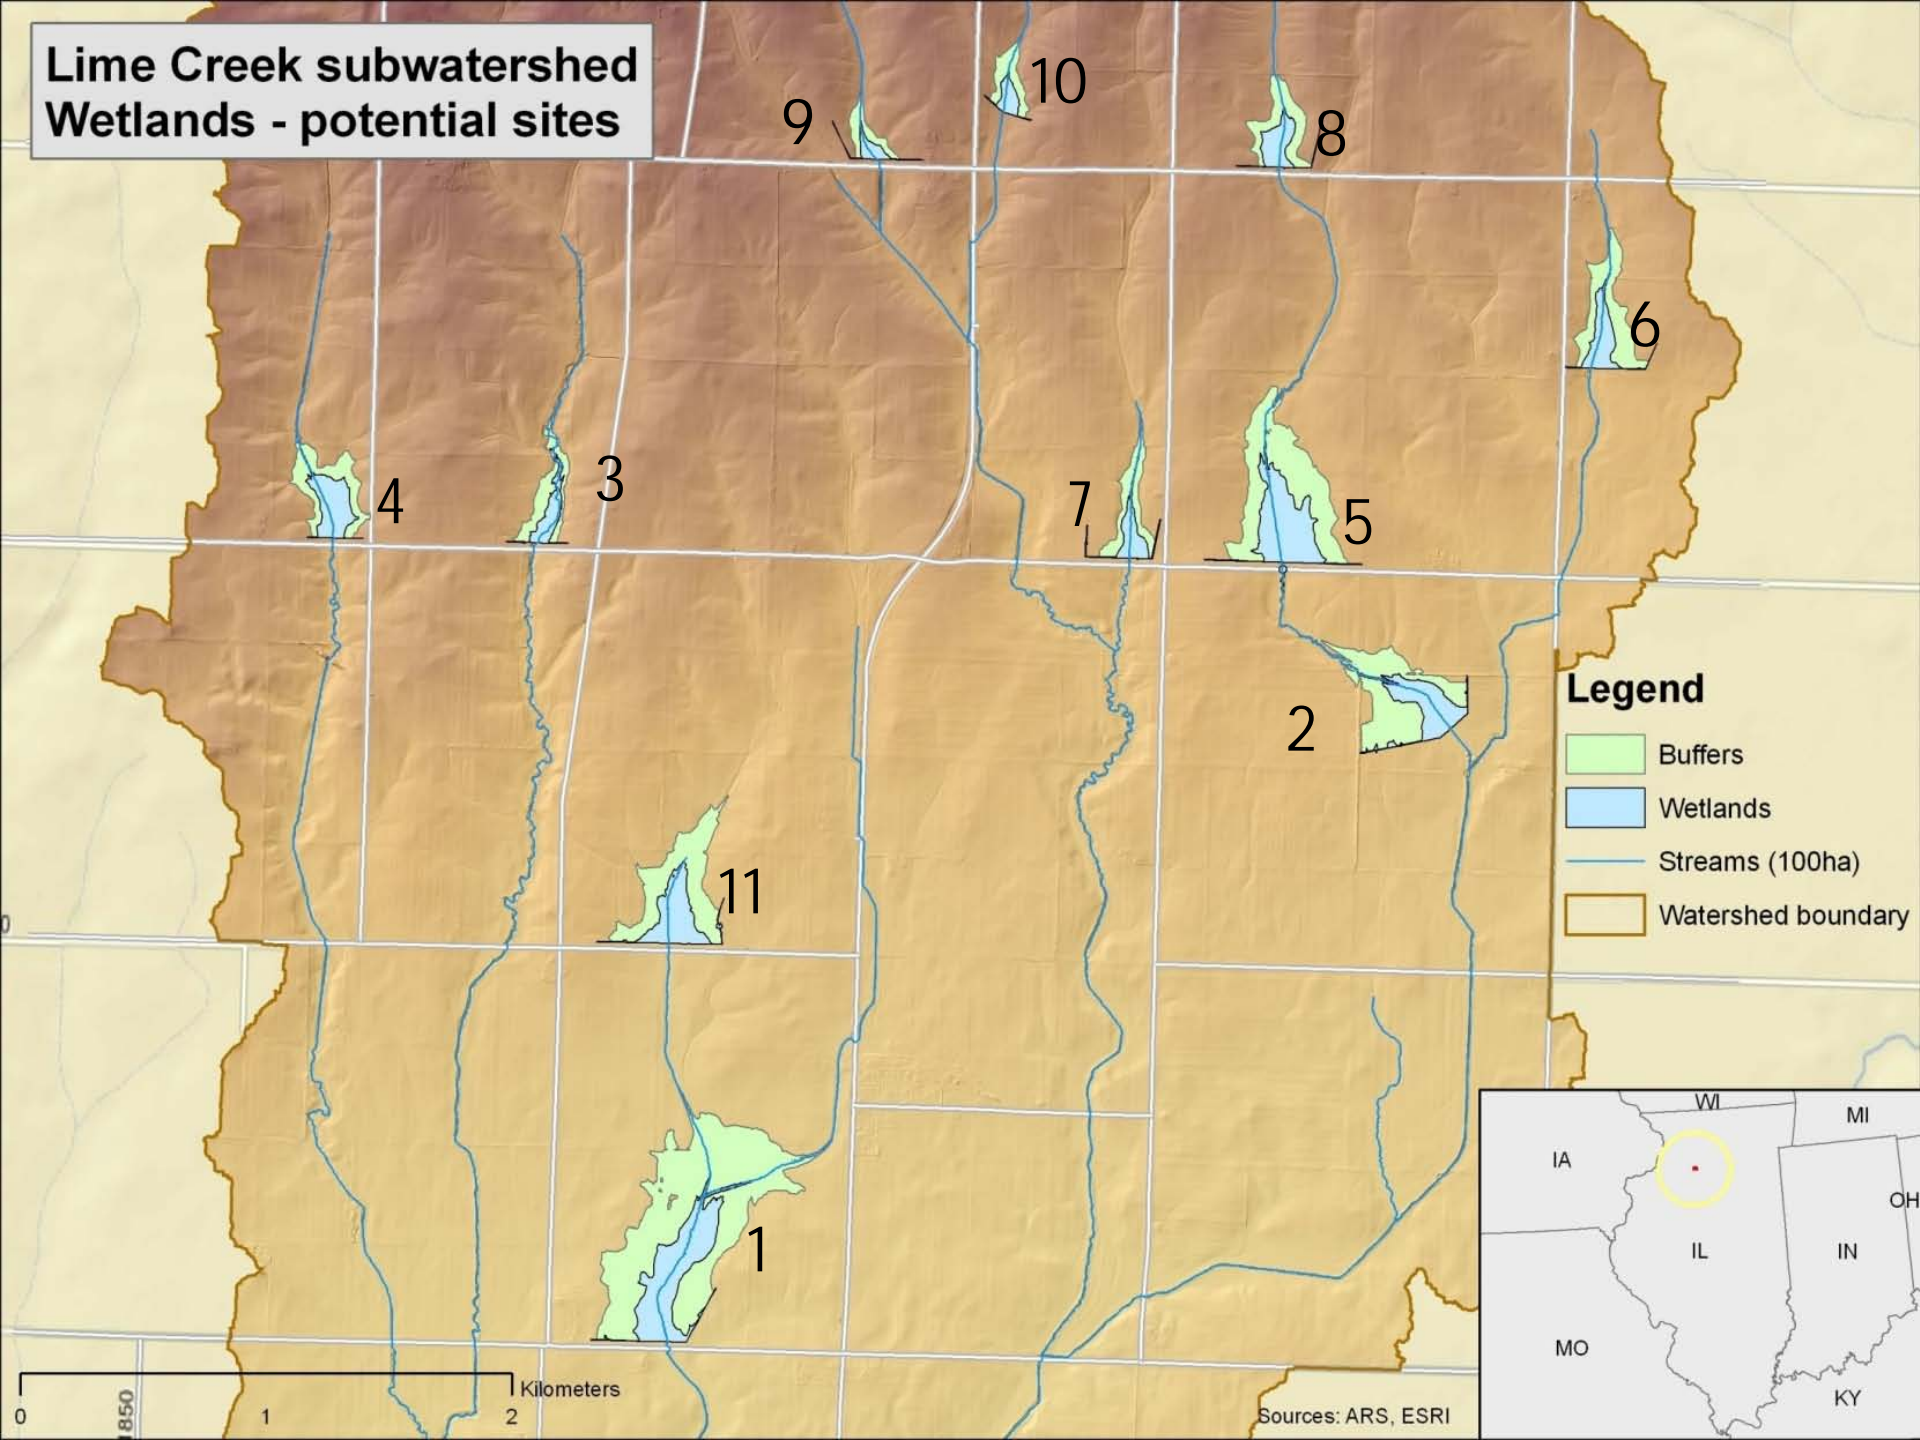 Lime Creek subwatershed
Wetlands - potential sites
10
9
8
6
3
4
7
5
2
11
1
Legend
Buffers
Wetlands
Streams (100ha)
Watershed boundary
0
WI
MI
IA
OH
IL
IN
MO
KY
Kilometers
0
1
2
1850
Sources: ARS, ESRI